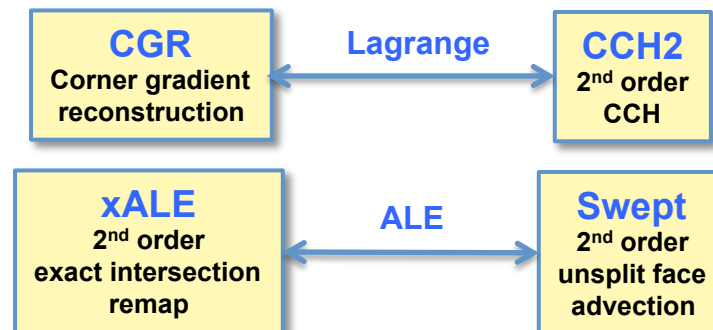 CGR
Corner gradient
reconstruction
Lagrange
CCH2
2nd order
CCH
xALE
2nd order
exact intersection
remap
ALE
Swept
2nd order
unsplit face
advection